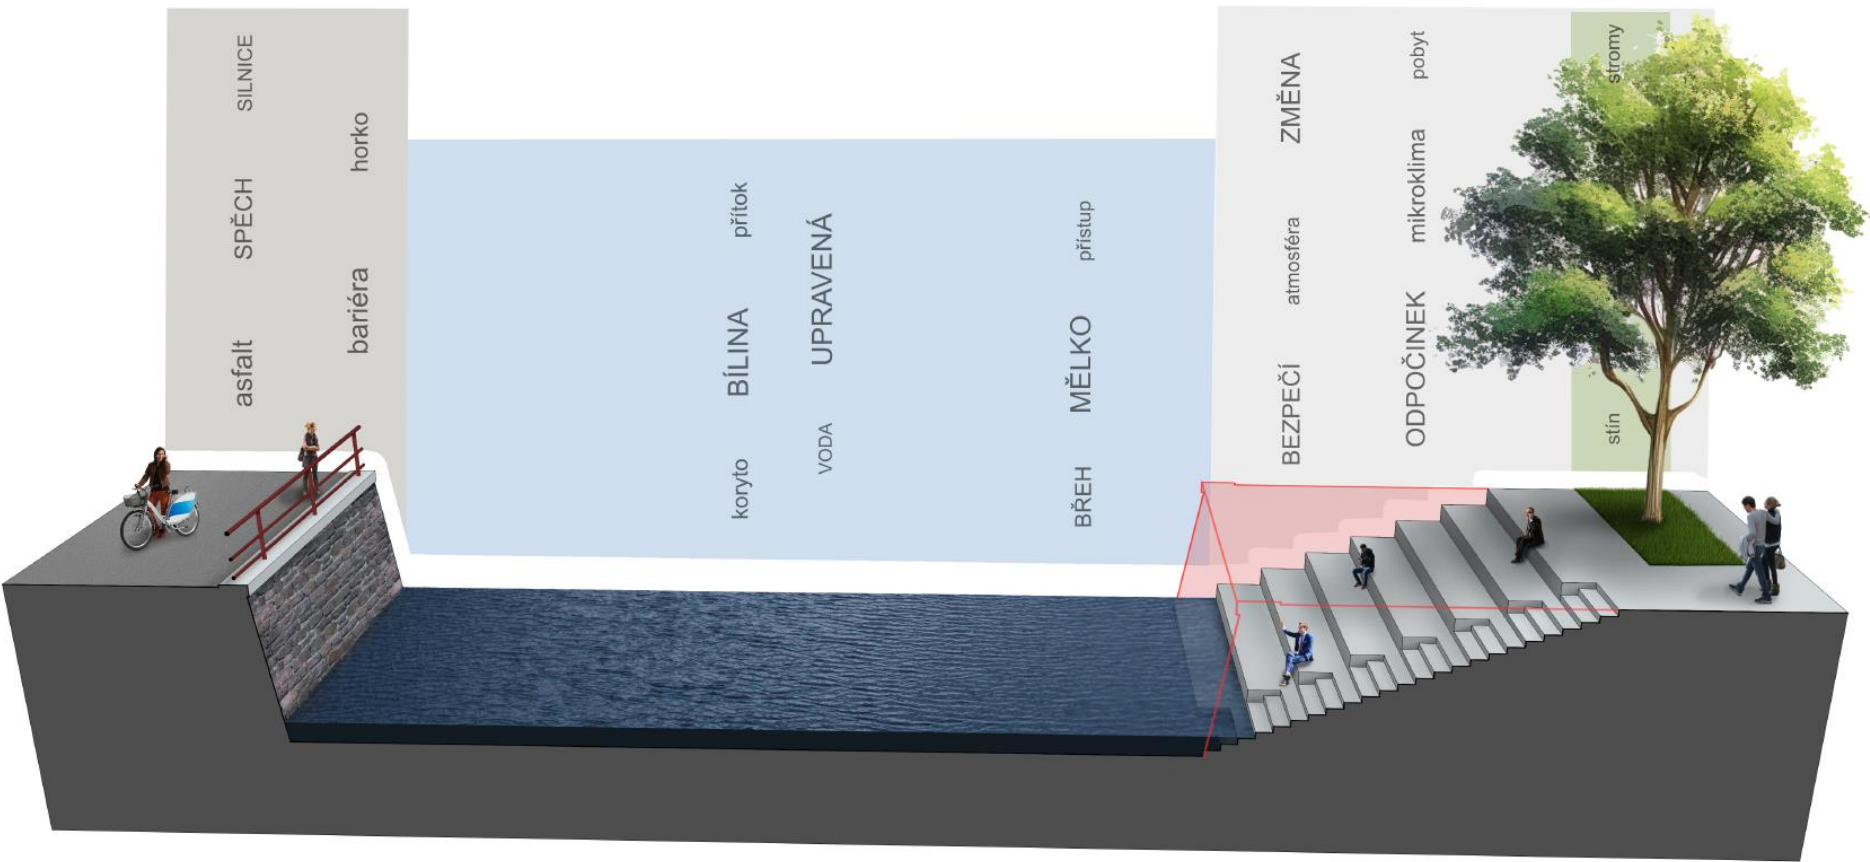 asfalt SPĚCH SILNICE
bariéra horko
koryto BÍLINA přítok
VODA UPRAVENÁ
BŘEH MĚLKO přístup
BEZPEČÍ atmosféra ZMĚNA
ODPOČINEK mikroklima pobyt
stín stromy